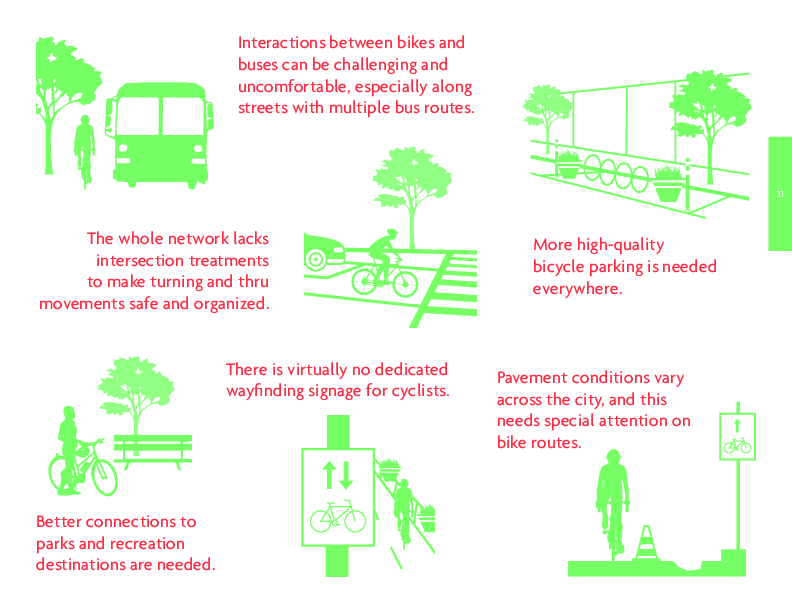 Interactions between bikes and
buses can be challenging and
uncomfortable, especially along
streets with multiple bus routes.
31
The whole network lacks
intersection treatments
to make turning and thru
movements safe and organized.
More high-quality
bicycle parking is needed
everywhere.
There is virtually no dedicated
wayfinding signage for cyclists.
Pavement conditions vary
across the city, and this
needs special attention on
bike routes.
Better connections to
parks and recreation
destinations are needed.